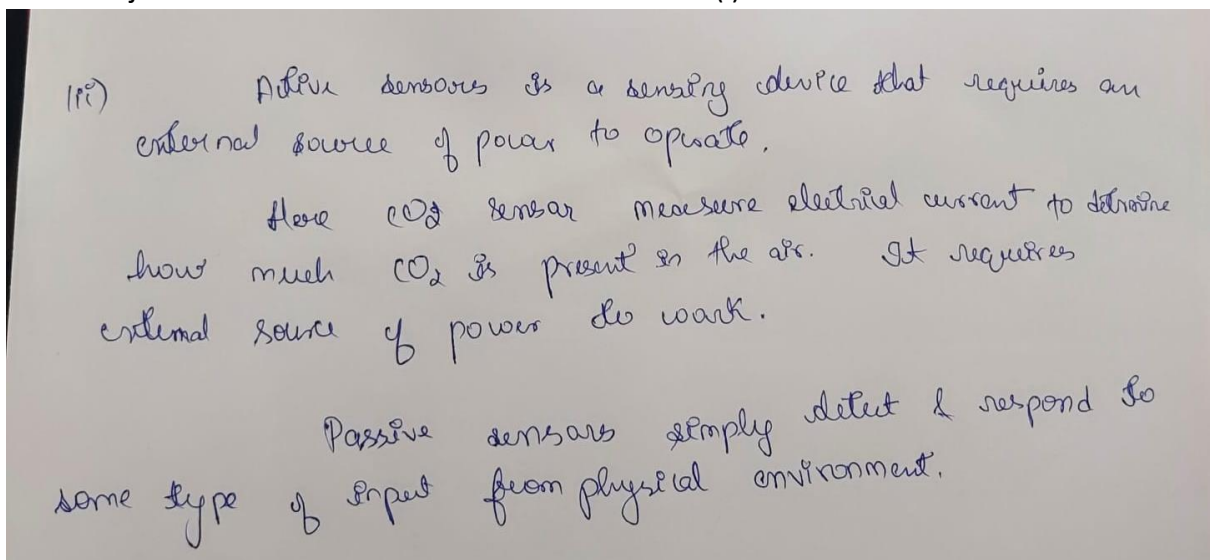 iii) Active sensors is a sensing device that requires an
external source of power to operate.
Here CO2 sensor measure electrical current to determine
how much CO2 is present in the air. It requires
external source of power to work.
Passive sensors simply detect & respond to
some type of input from physical environment.